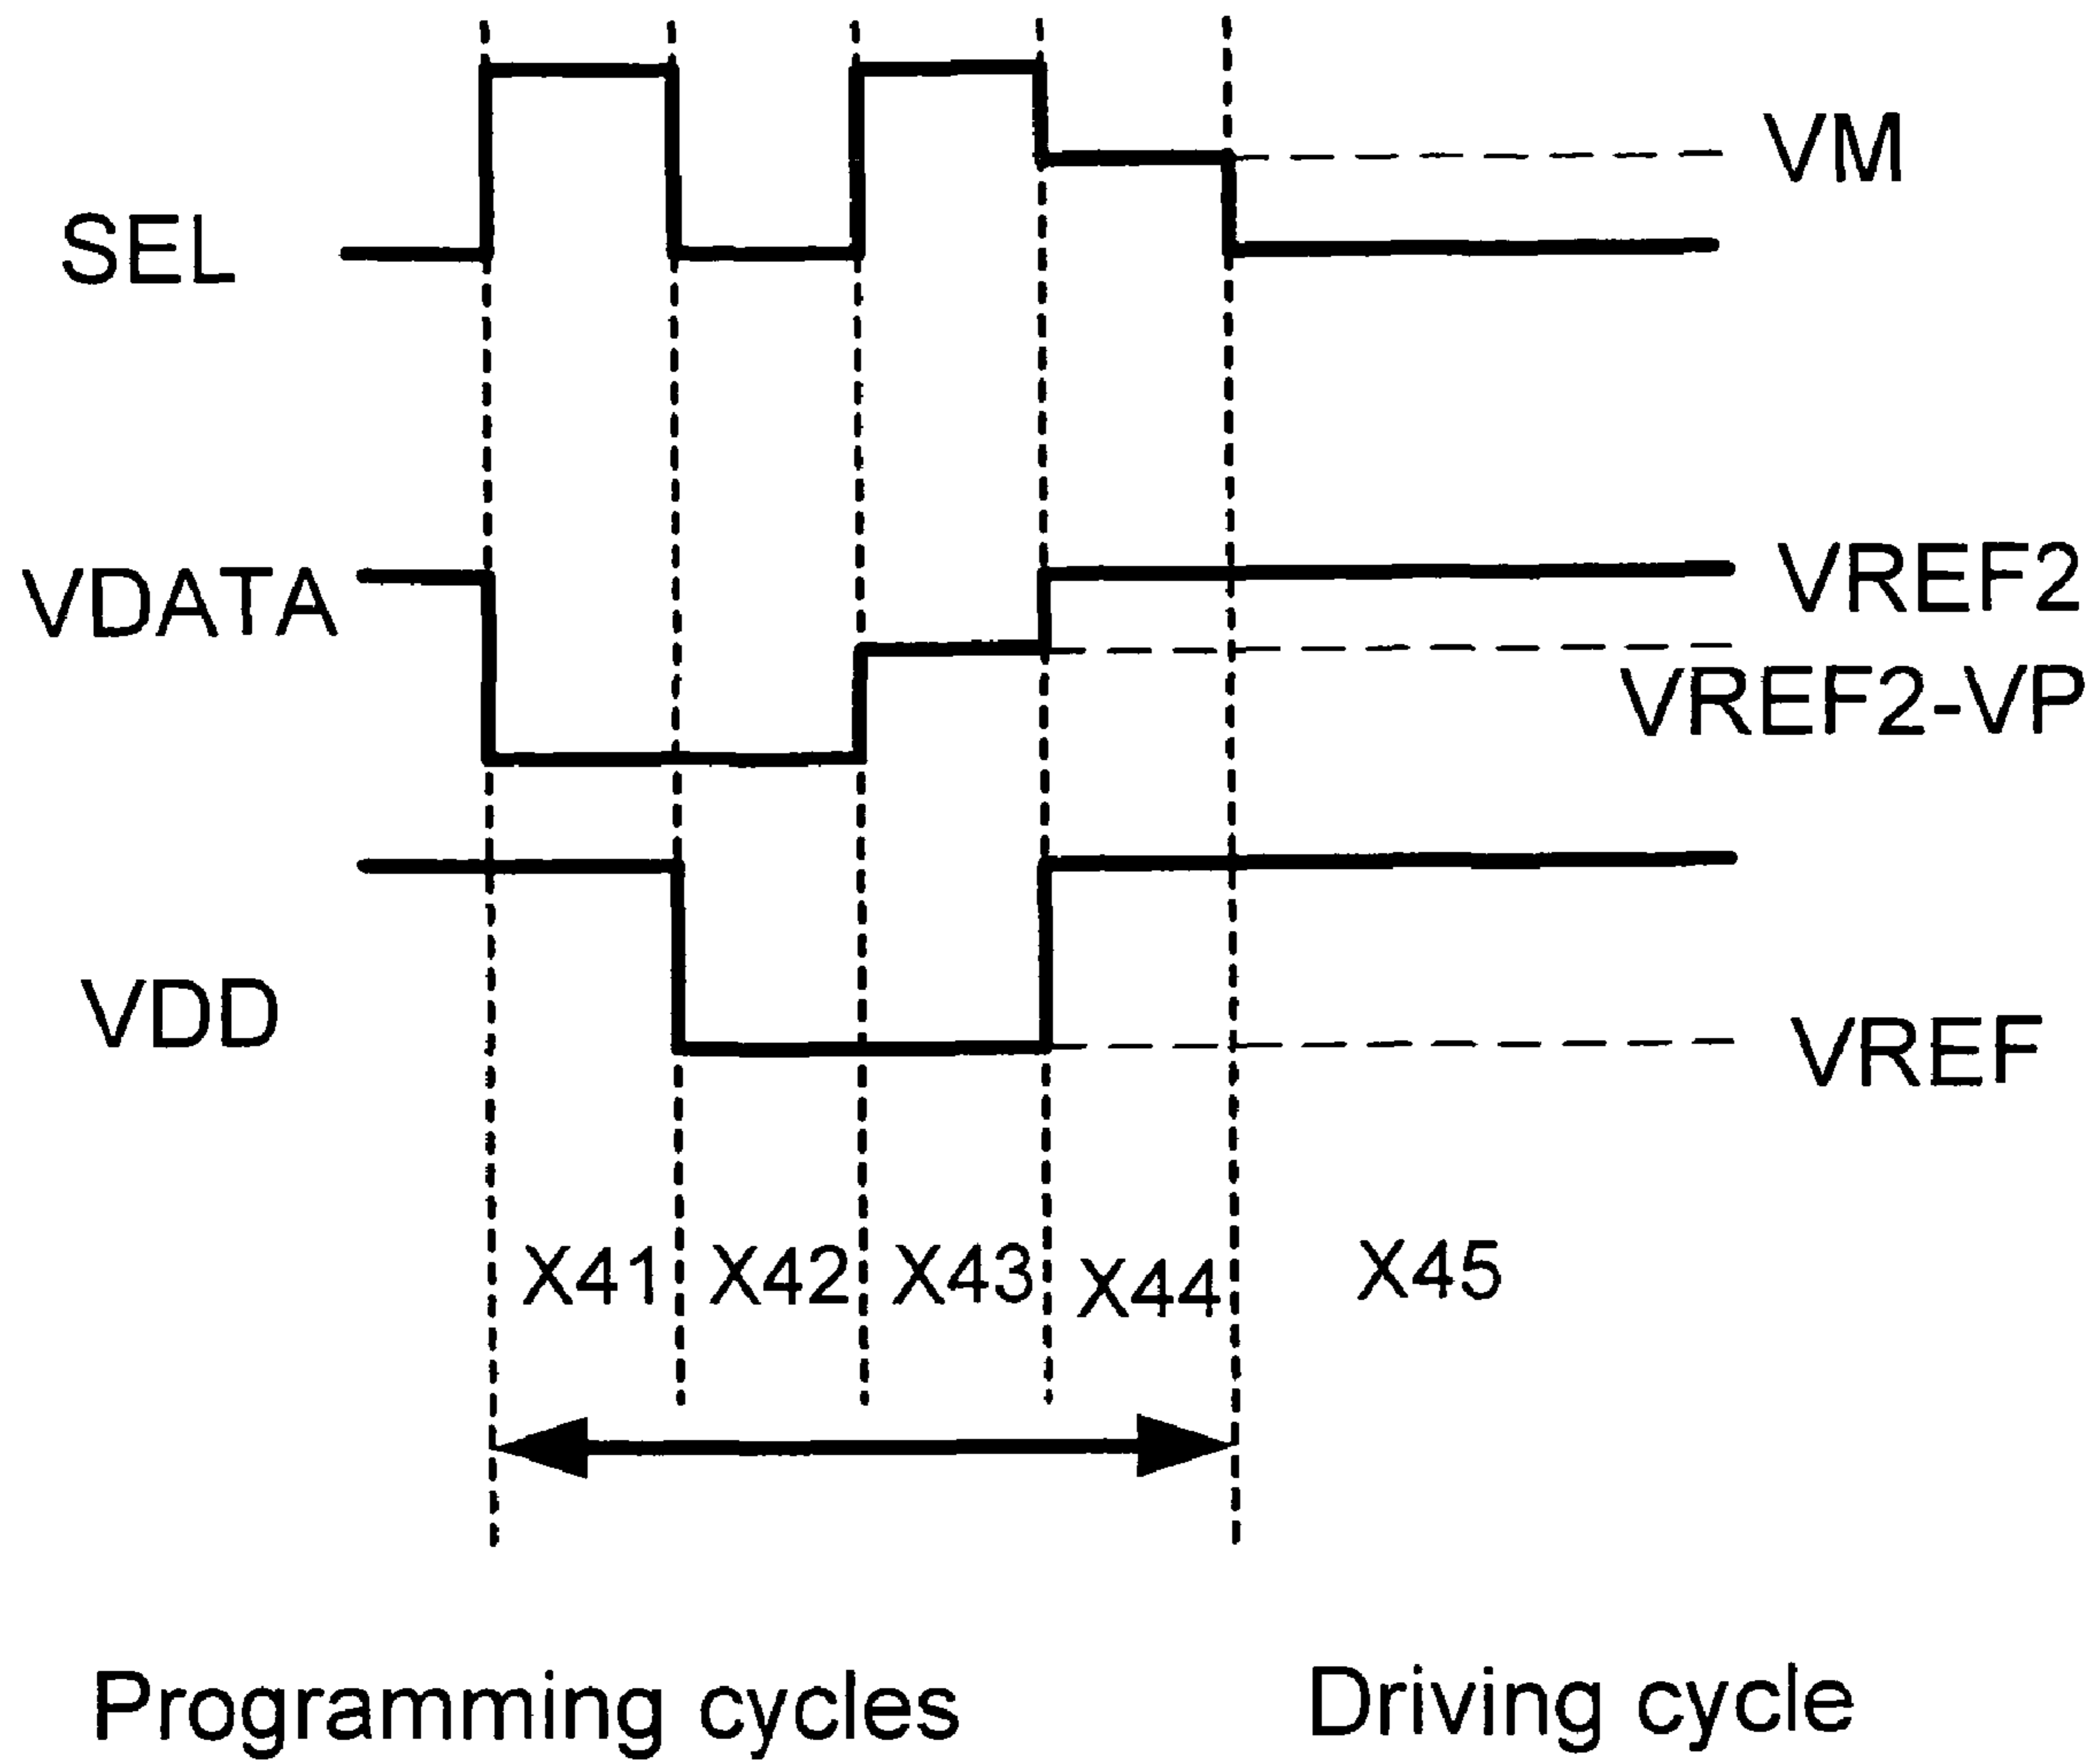 VM
SEL
VDATA
VREF2
VREF2-VP
VDD
VREF
X41
X42
X43
X44
X45
Programming cycles
Driving cycle